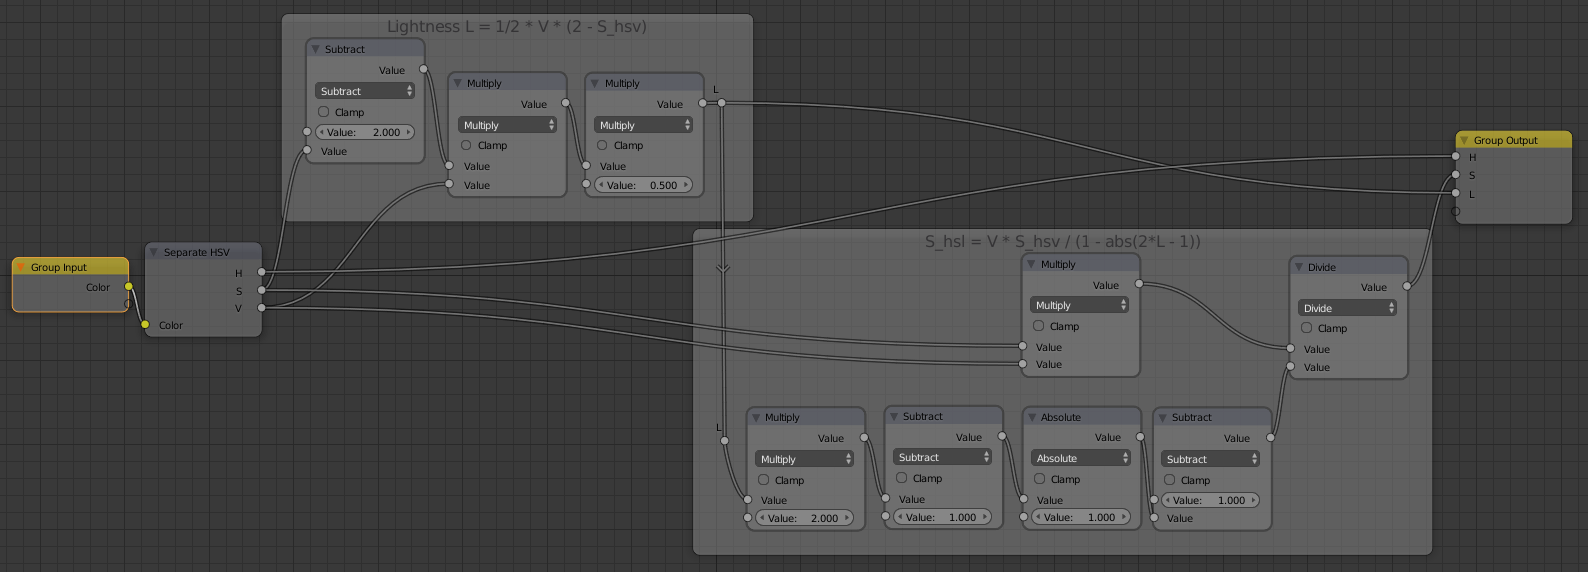 Lightness L = 1/2 * V * (2 - S_hsv)
Subtract
Value
Subtract
Clamp
Value: 2.000
Value
Multiply
Value
Multiply
Clamp
Value
Value
Multiply
Value
Multiply
Clamp
Value
Value: 0.500
L
Group Output
H
S
L
Group Input
Color
Separate HSV
H
S
V
Color
S_hsl = V * S_hsv / (1 - abs(2*L - 1))
Multiply
Value
Multiply
Clamp
Value
Value
Divide
Value
Divide
Clamp
Value
Value
L
Multiply
Value
Multiply
Clamp
Value
Value: 2.000
Subtract
Value
Subtract
Clamp
Value
Value: 1.000
Absolute
Value
Absolute
Clamp
Value
Value: 1.000
Subtract
Value
Subtract
Clamp
Value: 1.000
Value